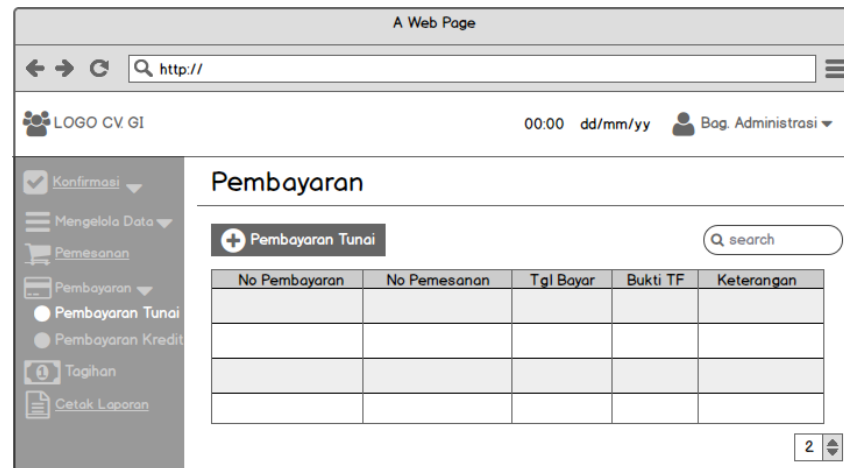 A Web Page
http://
LOGO CV. GI
00:00 dd/mm/yy Bag. Administrasi
Konfirmasi
Mengelola Data
Pemesanan
Pembayaran
Pembayaran Tunai
Pembayaran Kredit
1 Tagihan
Cetak Laporan
Pembayaran
Pembayaran Tunai
search
No Pembayaran No Pemesanan Tgl Bayar Bukti TF Keterangan
2